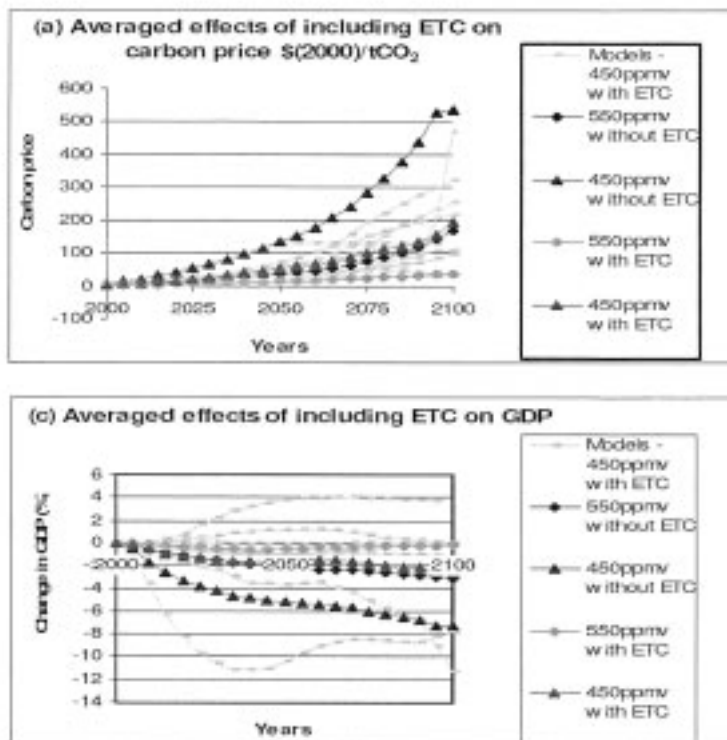 (a) Averaged effects of including ETC on
carbon price $(2000)/tCO2
Carbon price
600
500
400
300
200
100
0
-100
2000
2025
2050
2075
2100
Years
Models -
450ppmv
with ETC
550ppmv
without ETC
450ppmv
without ETC
550ppmv
with ETC
450ppmv
with ETC
(c) Averaged effects of including ETC on GDP
Change in GDP (%
6
4
2
0
-2000
2050
2100
-4
-6
-8
-10
-12
-14
Years
Models -
450ppmv
with ETC
550ppmv
without ETC
450ppmv
without ETC
550ppmv
with ETC
450ppmv
with ETC